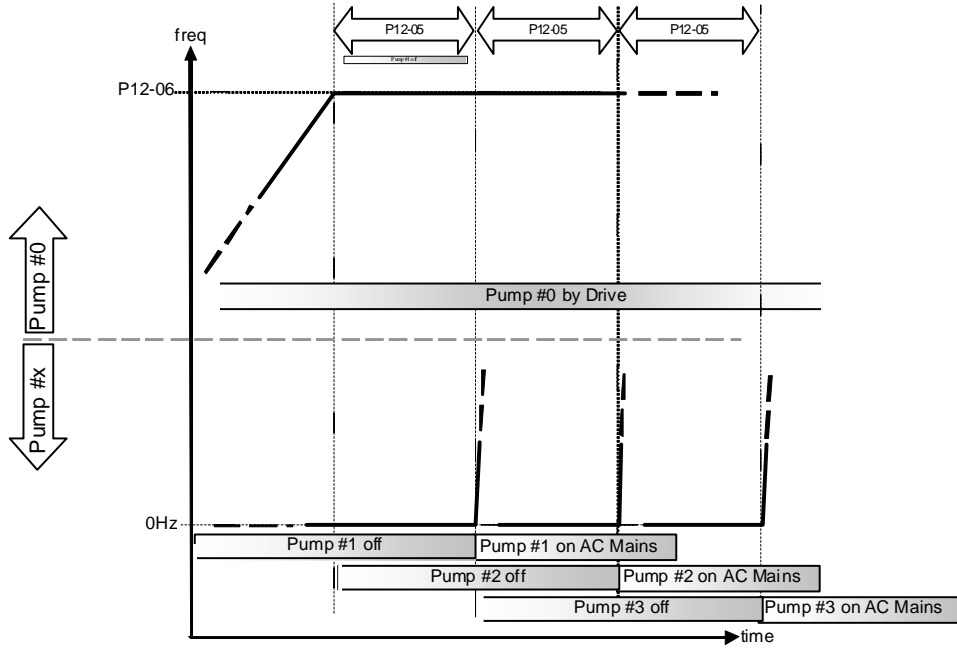 P12-05
P12-05
P12-05
freq
Pump #1 off
P12-06
Pump #0
Pump #0 by Drive
Pump #x
0Hz
Pump #1 off
Pump #1 on AC Mains
Pump #2 off
Pump #2 on AC Mains
Pump #3 off
Pump #3 on AC Mains
time